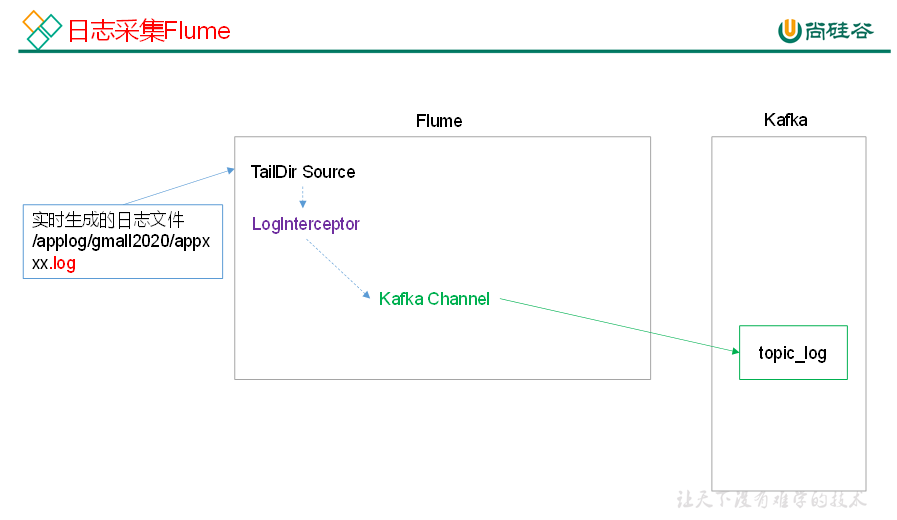 日志采集Flume
尚硅谷
Flume
Kafka
TailDir Source
实时生成的日志文件
/applog/gmall2020/appx
xx.log
LogInterceptor
Kafka Channel
topic_log
让天下没有难学的技术